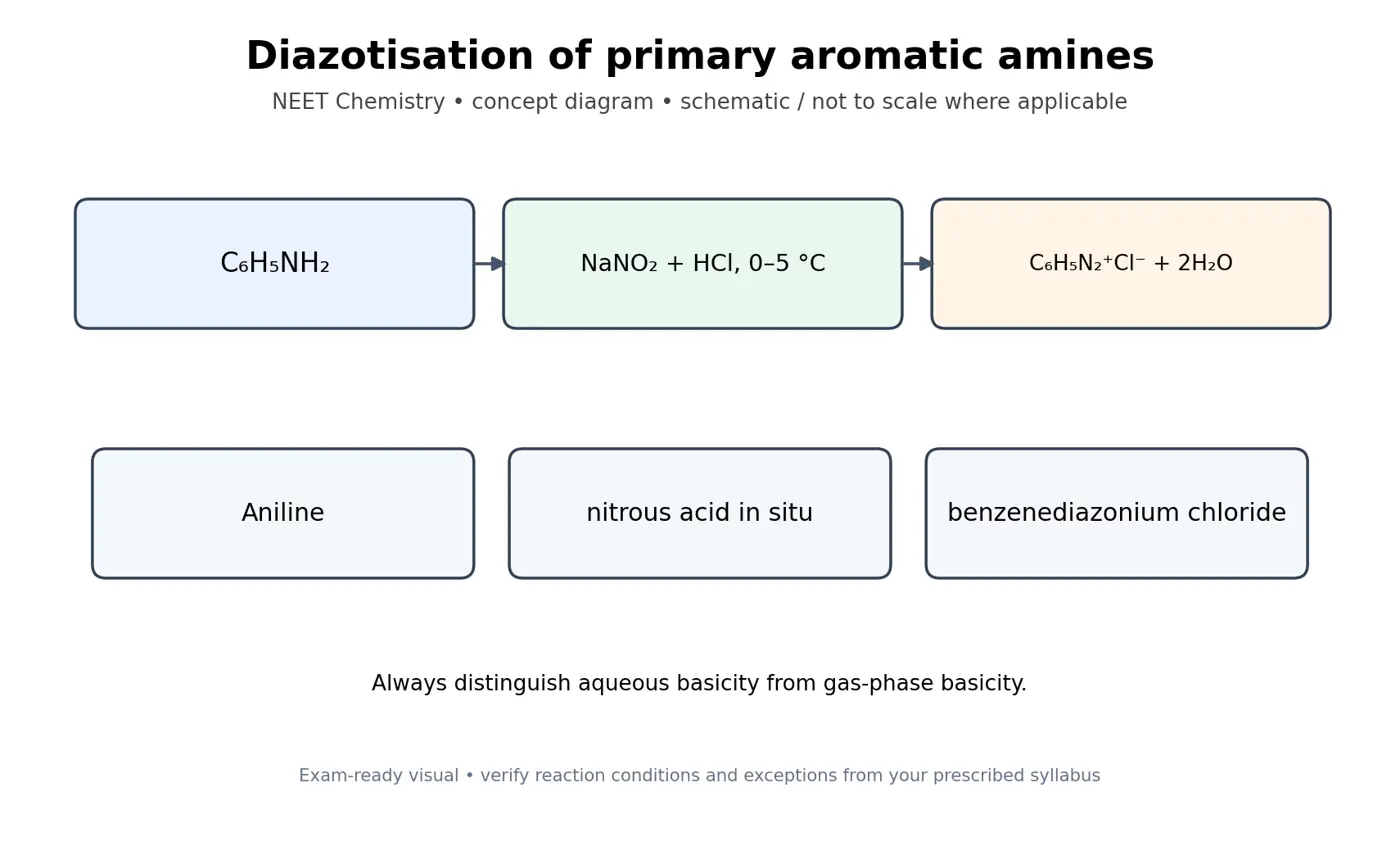 Diazotisation of primary aromatic amines
NEET Chemistry • concept diagram • schematic / not to scale where applicable
C₆H₅NH₂
NaNO₂ + HCl, 0–5 °C
C₆H₅N₂⁺Cl⁻ + 2H₂O
Aniline
nitrous acid in situ
benzenediazonium chloride
Always distinguish aqueous basicity from gas-phase basicity.
Exam-ready visual • verify reaction conditions and exceptions from your prescribed syllabus